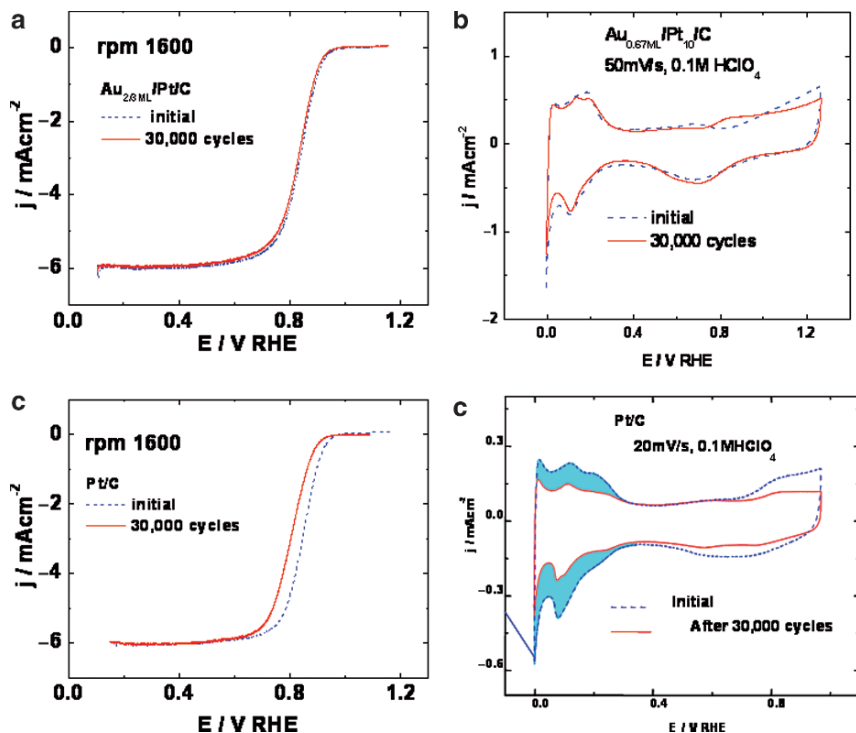 a
rpm 1600
Au2/3 ML/Pt/C
initial
30,000 cycles
j / mAcm-2
0
−2
−4
−6
0.0 0.4 0.8 1.2
E / V RHE
b
Au0.67ML/Pt10/C
50mV/s, 0.1M HClO4
initial
30,000 cycles
j / mAcm-2
1
0
−1
−2
0.0 0.4 0.8 1.2
E / V RHE
c
rpm 1600
Pt/C
initial
30,000 cycles
j / mAcm-2
0
−2
−4
−6
0.0 0.4 0.8 1.2
E / V RHE
c
Pt/C
20mV/s, 0.1MHClO4
Initial
After 30,000 cycles
j / mAcm-2
0.3
0.0
−0.3
−0.6
0.0 0.4 0.8
E / V RHE